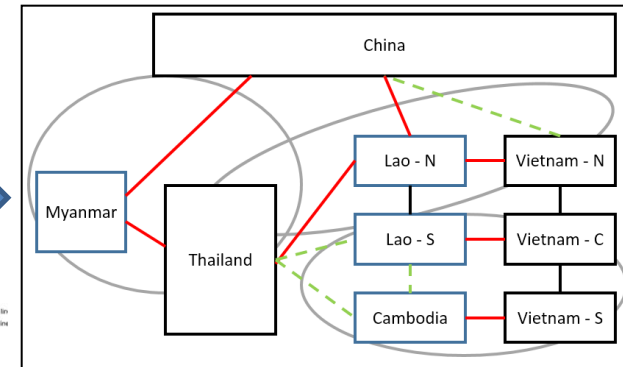 China
Lao - N
Vietnam - N
Myanmar
Thailand
Lao - S
Vietnam - C
Cambodia
Vietnam - S